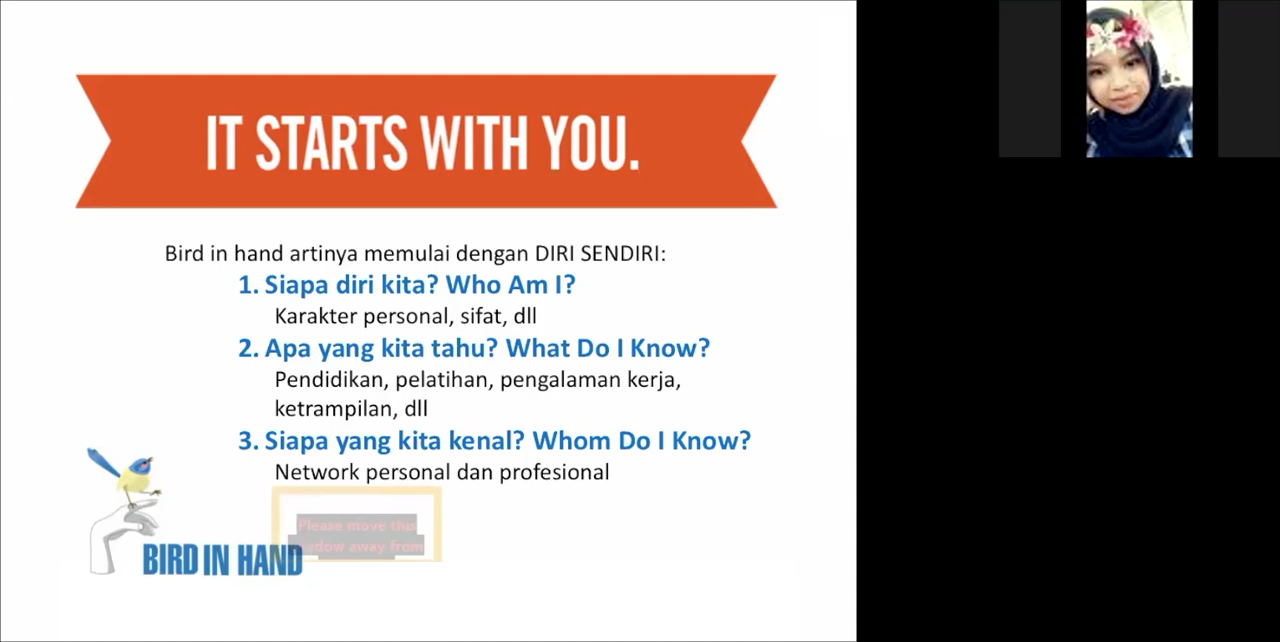 IT STARTS WITH YOU.
Bird in hand artinya memulai dengan DIRI SENDIRI:
1. Siapa diri kita? Who Am I?
Karakter personal, sifat, dll
2. Apa yang kita tahu? What Do I Know?
Pendidikan, pelatihan, pengalaman kerja,
ketrampilan, dll
3. Siapa yang kita kenal? Whom Do I Know?
Network personal dan profesional
Please move this
away from
BIRD IN HAND